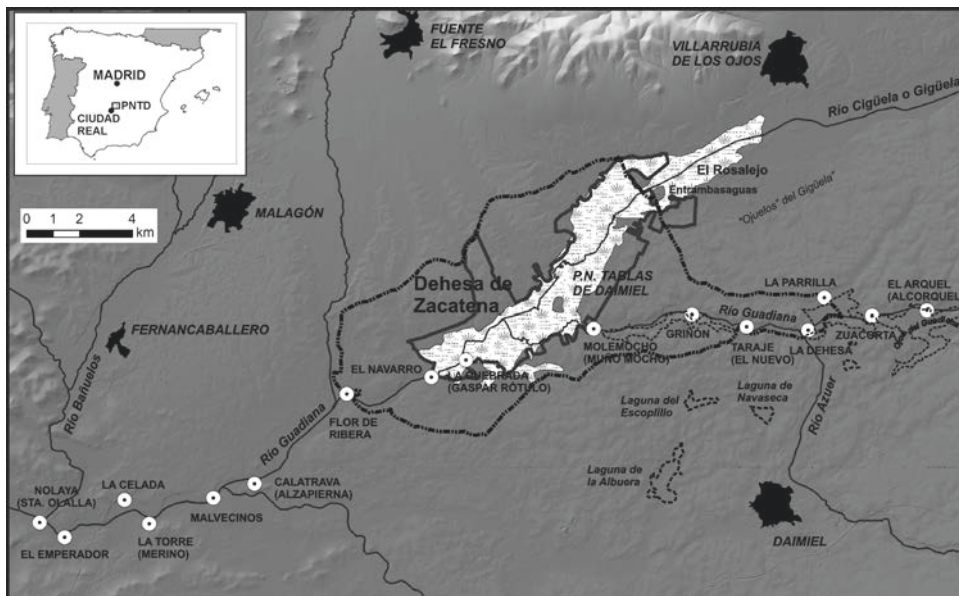 FUENTE
EL FRESNO
VILLARRUBIA
DE LOS OJOS
MADRID
PNTD
CIUDAD
REAL
Río Cigüela o Gigüela
El Rosalejo
Entrambasaguas
"Ojuelos" del Gigüela"
MALAGÓN
0 1 2 4
km
Dehesa de
Zacatena
P.N. TABLAS
DE DAIMIEL
LA PARRILLA
EL ARQUEL
(ALCORQUEL)
Río Guadiana
FERNANCABALLERO
GRIÑÓN
ZUACORTA
MOLEMOCHO
(MURO MOCHO)
TARAJE
(EL NUEVO)
LA DEHESA
EL NAVARRO
LA QUEBRADA
(GASPAR RÓTULO)
Río Bañuelos
Laguna del
Escoplillo
Laguna de
Navaseca
FLOR DE
RIBERA
Río Guadiana
Río Azuer
Laguna de
la Albuera
CALATRAVA
(ALZAPIERNA)
LA CELADA
NOLAYA
(STA. OLALLA)
MALVECINOS
LA TORRE
(MERINO)
EL EMPERADOR
DAIMIEL